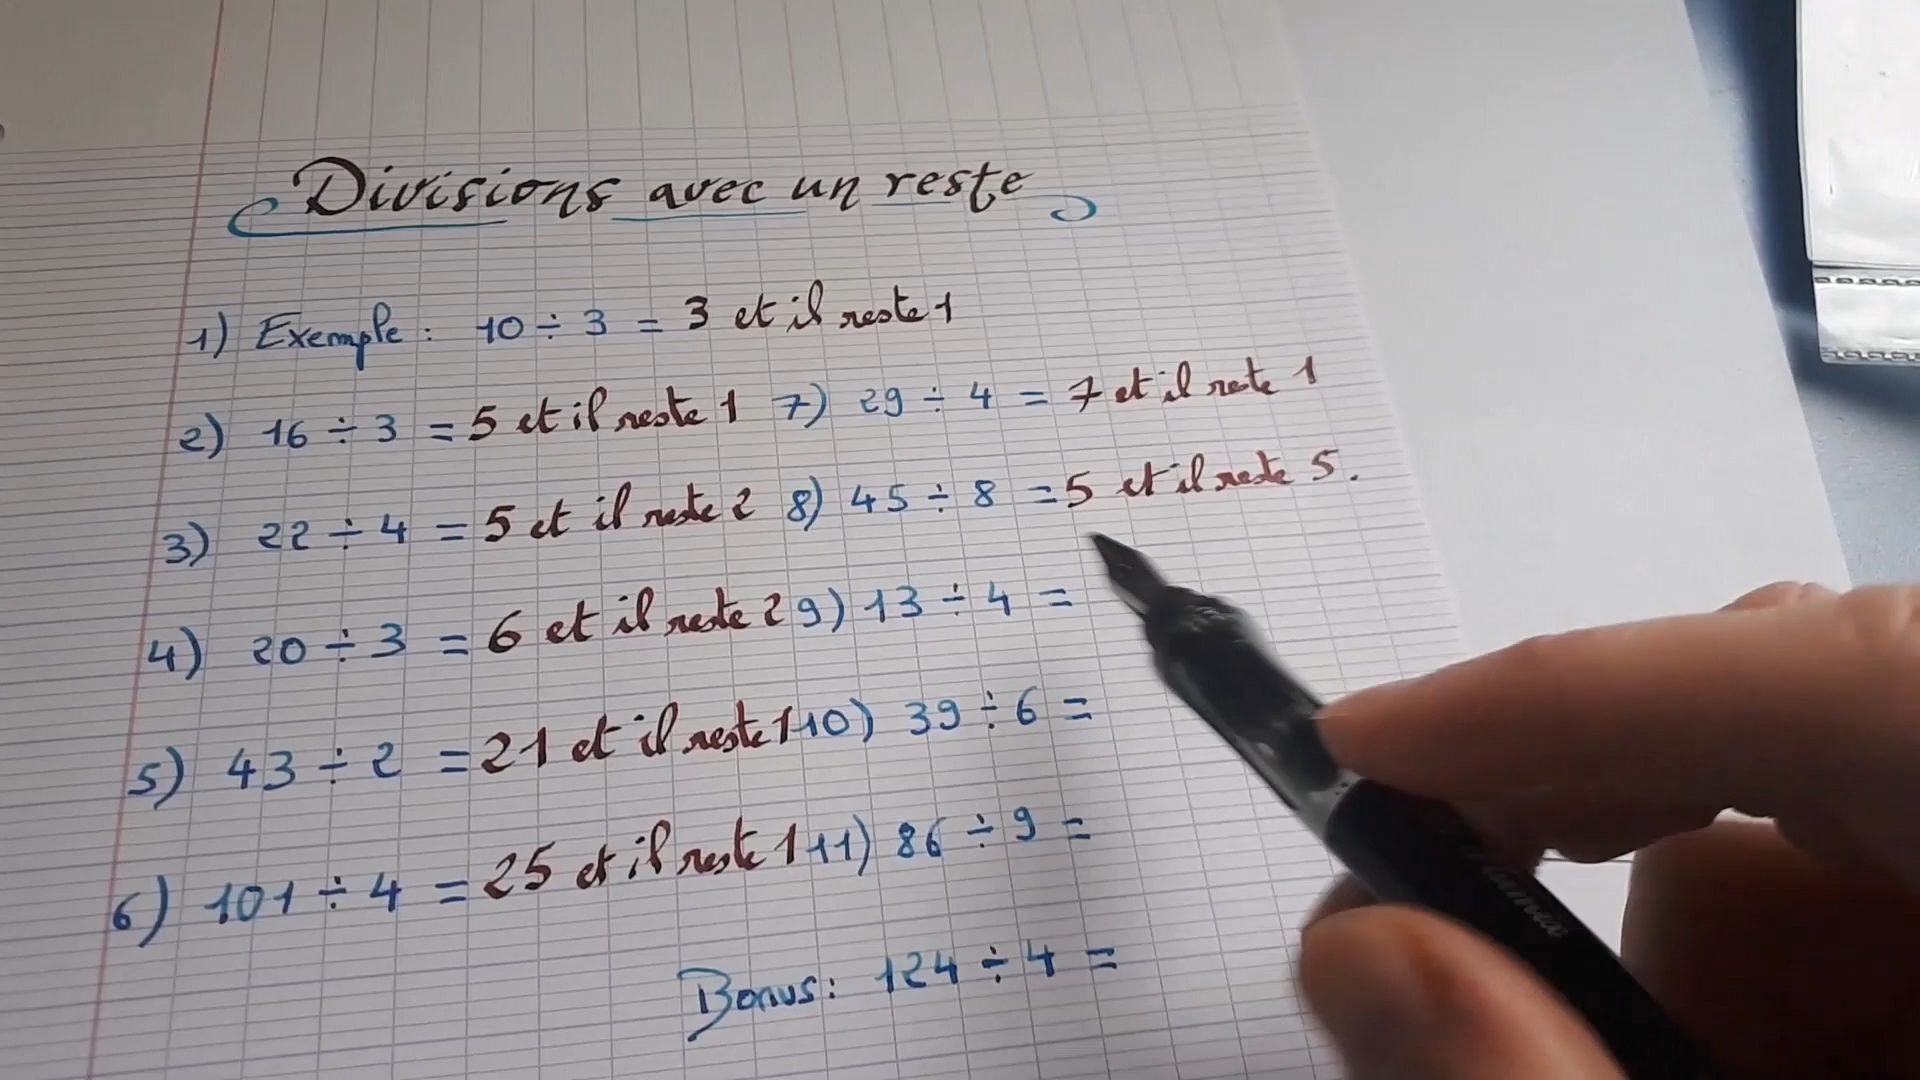 Divisions avec un reste
1) Exemple : 10 ÷ 3 = 3 et il reste 1
2) 16 ÷ 3 = 5 et il reste 1
7) 29 ÷ 4 = 7 et il reste 1
3) 22 ÷ 4 = 5 et il reste 2
8) 45 ÷ 8 = 5 et il reste 5.
4) 20 ÷ 3 = 6 et il reste 2
9) 13 ÷ 4 =
5) 43 ÷ 2 = 21 et il reste 1
10) 39 ÷ 6 =
6) 101 ÷ 4 = 25 et il reste 1
11) 86 ÷ 9 =
Bonus : 124 ÷ 4 =